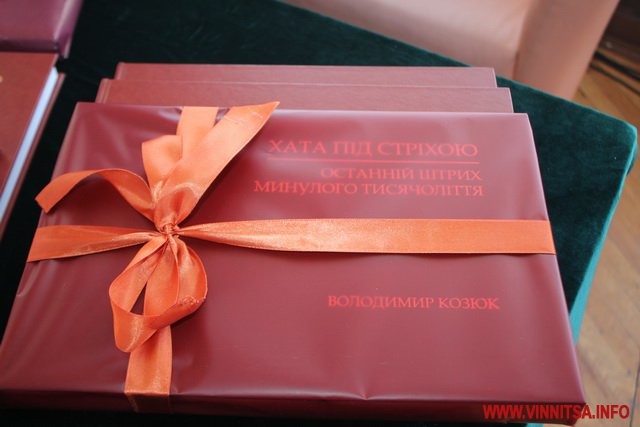 ХАТА ПІД СТРІХОЮ
ОСТАННІЙ ШТРИХ
МИНУЛОГО ТИСЯЧОЛІТТЯ
ВОЛОДИМИР КОЗЮК
WWW.VINNITSA.INFO